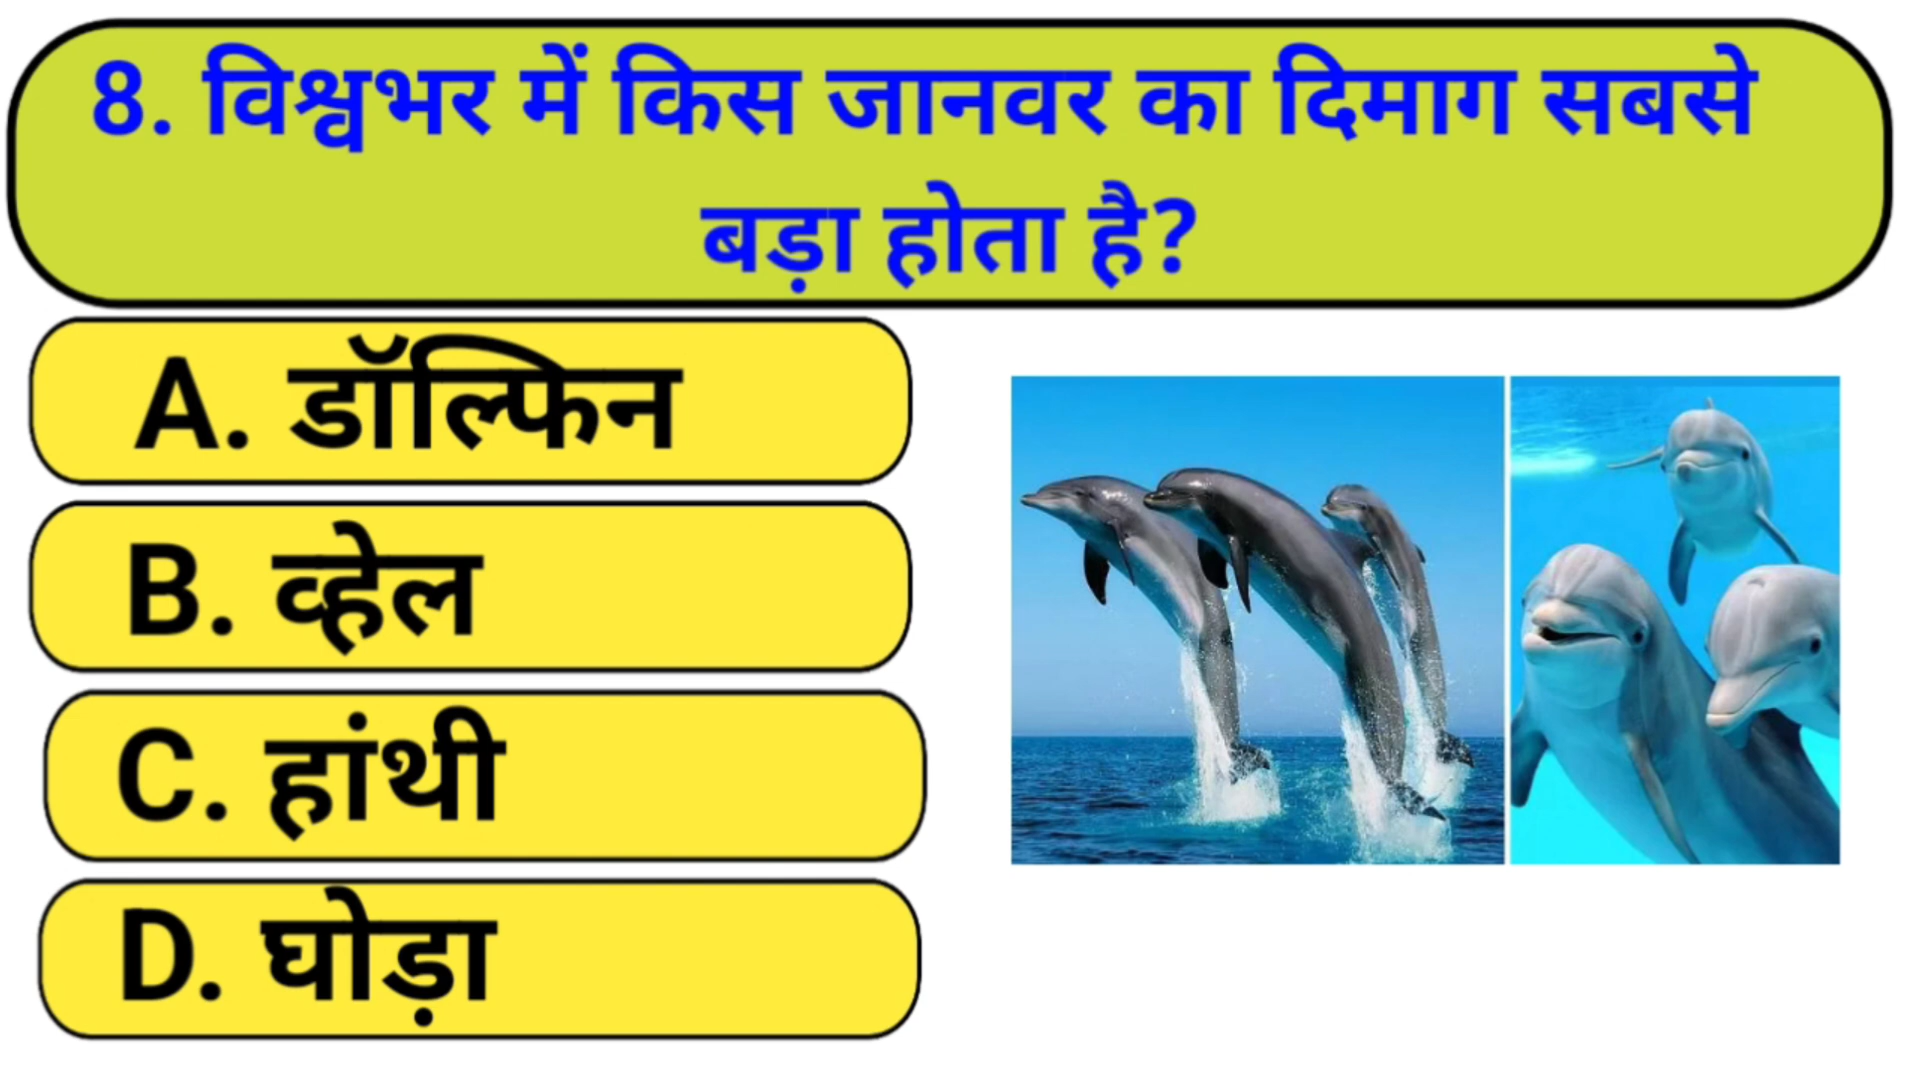 8. विश्वभर में किस जानवर का दिमाग सबसे
बड़ा होता है?
A. डॉल्फिन
B. व्हेल
C. हांथी
D. घोड़ा